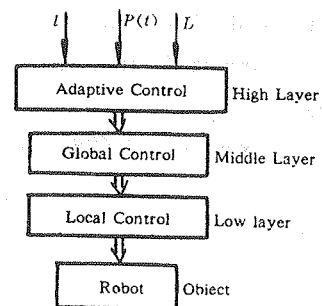 l P(t) L
Adaptive Control High Layer
Global Control Middle Layer
Local Control Low layer
Robot Object